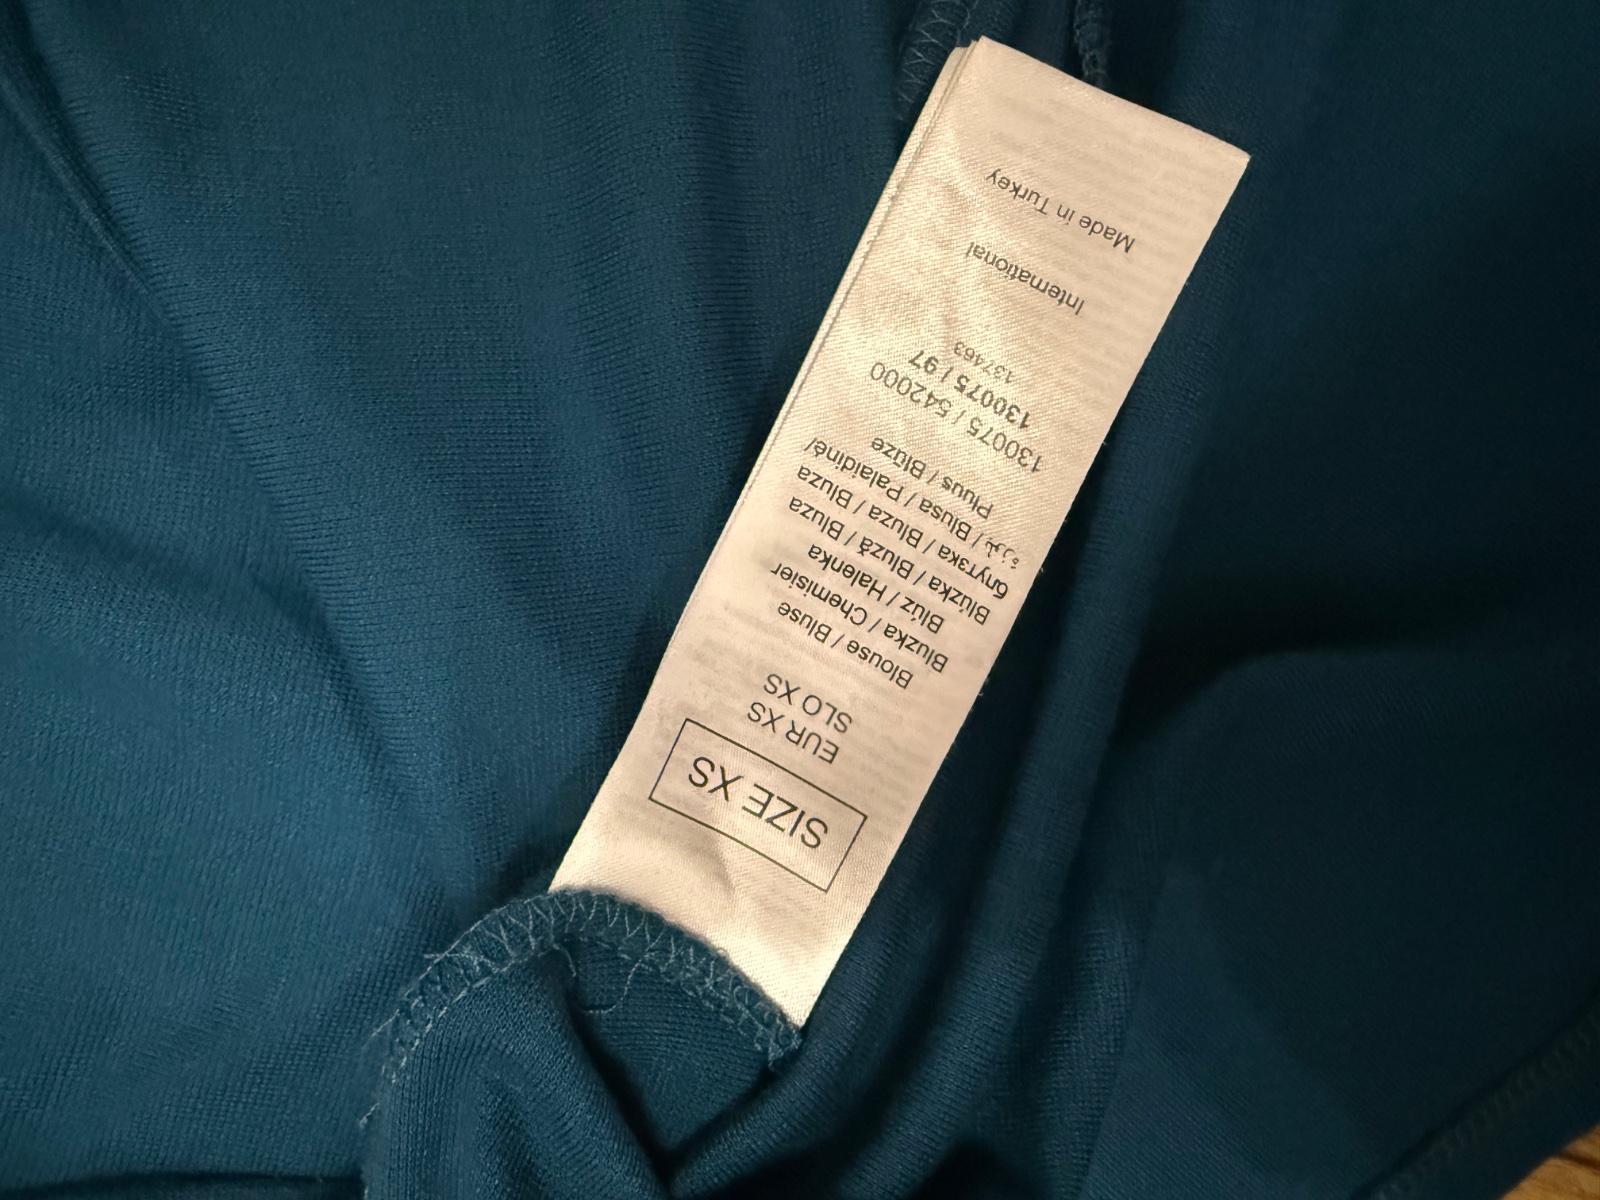 SIZE XS
EUR XS
SLO XS
Blouse / Bluse
Bluzka / Chemisier
Blúz / Halenka
Blúzka / Bluză / Bluza
блузка / Bluza / Bluza
بلوزة / Blusa / Palaidinė/
Pluus / Blūze
130075 / 542000
130075 / 97
137463
International
Made in Turkey